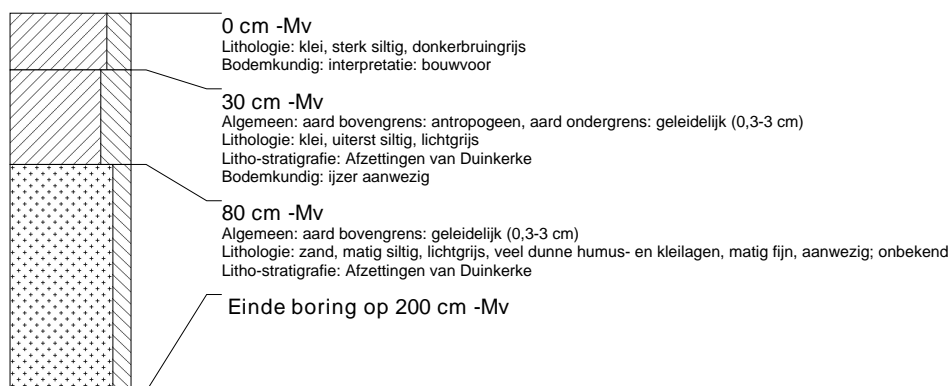 0 cm -Mv
Lithologie: klei, sterk siltig, donkerbruingrijs
Bodemkundig: interpretatie: bouwvoor
30 cm -Mv
Algemeen: aard bovengrens: antropogeen, aard ondergrens: geleidelijk (0,3-3 cm)
Lithologie: klei, uiterst siltig, lichtgrijs
Litho-stratigrafie: Afzettingen van Duinkerke
Bodemkundig: ijzer aanwezig
80 cm -Mv
Algemeen: aard bovengrens: geleidelijk (0,3-3 cm)
Lithologie: zand, matig siltig, lichtgrijs, veel dunne humus- en kleilagen, matig fijn, aanwezig; onbekend
Litho-stratigrafie: Afzettingen van Duinkerke
Einde boring op 200 cm -Mv